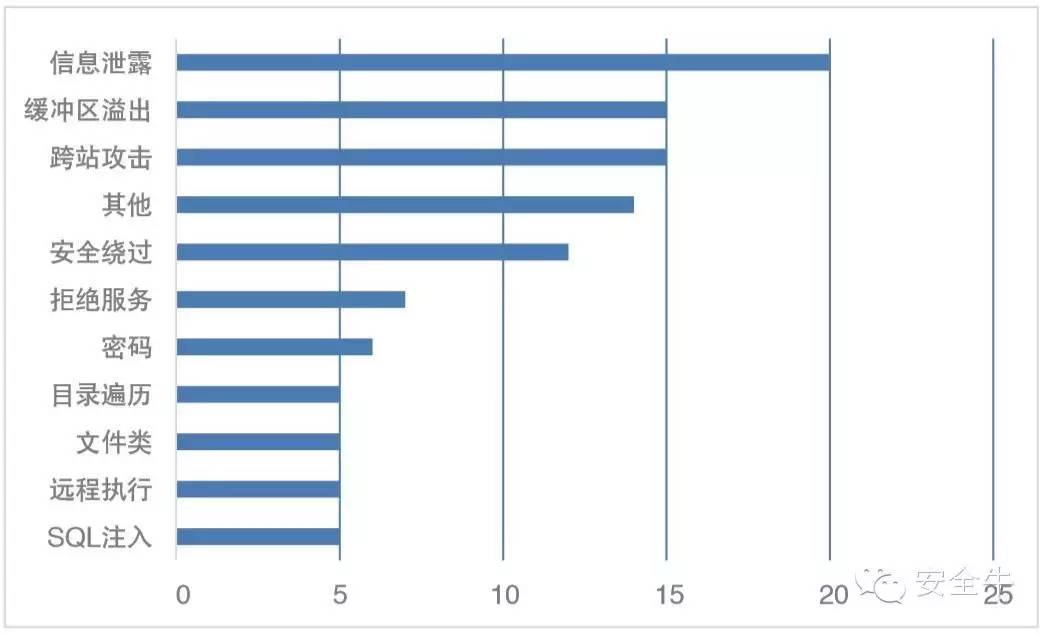 信息泄露
缓冲区溢出
跨站攻击
其他
安全绕过
拒绝服务
密码
目录遍历
文件类
远程执行
SQL注入
0 5 10 15 20 25
安全牛